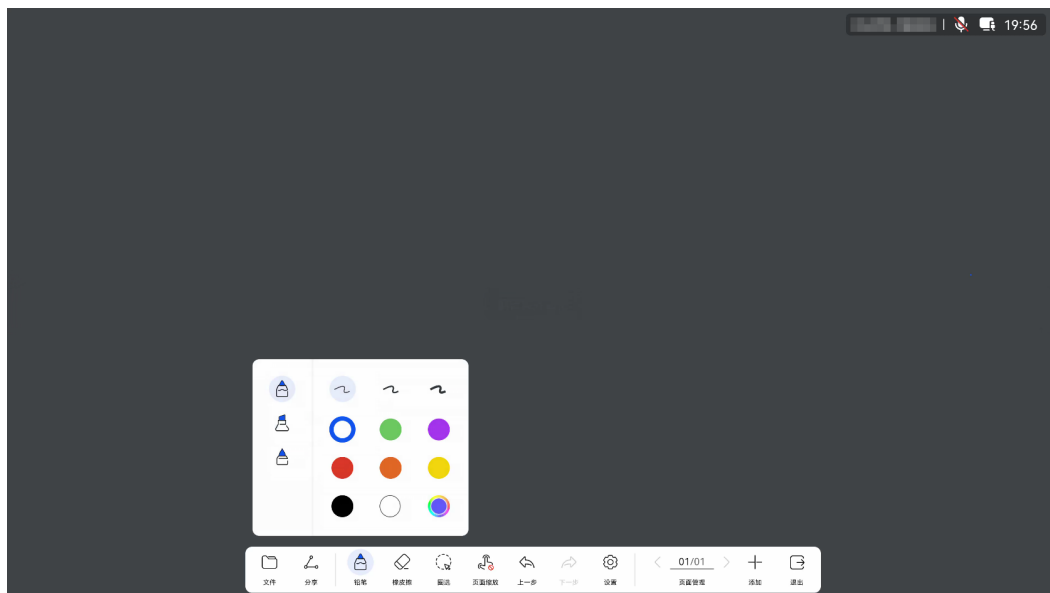 19:56
01/01
文件 分享 铅笔 橡皮擦 圈选 页面缩放 上一步 下一步 设置 页面管理 添加 退出